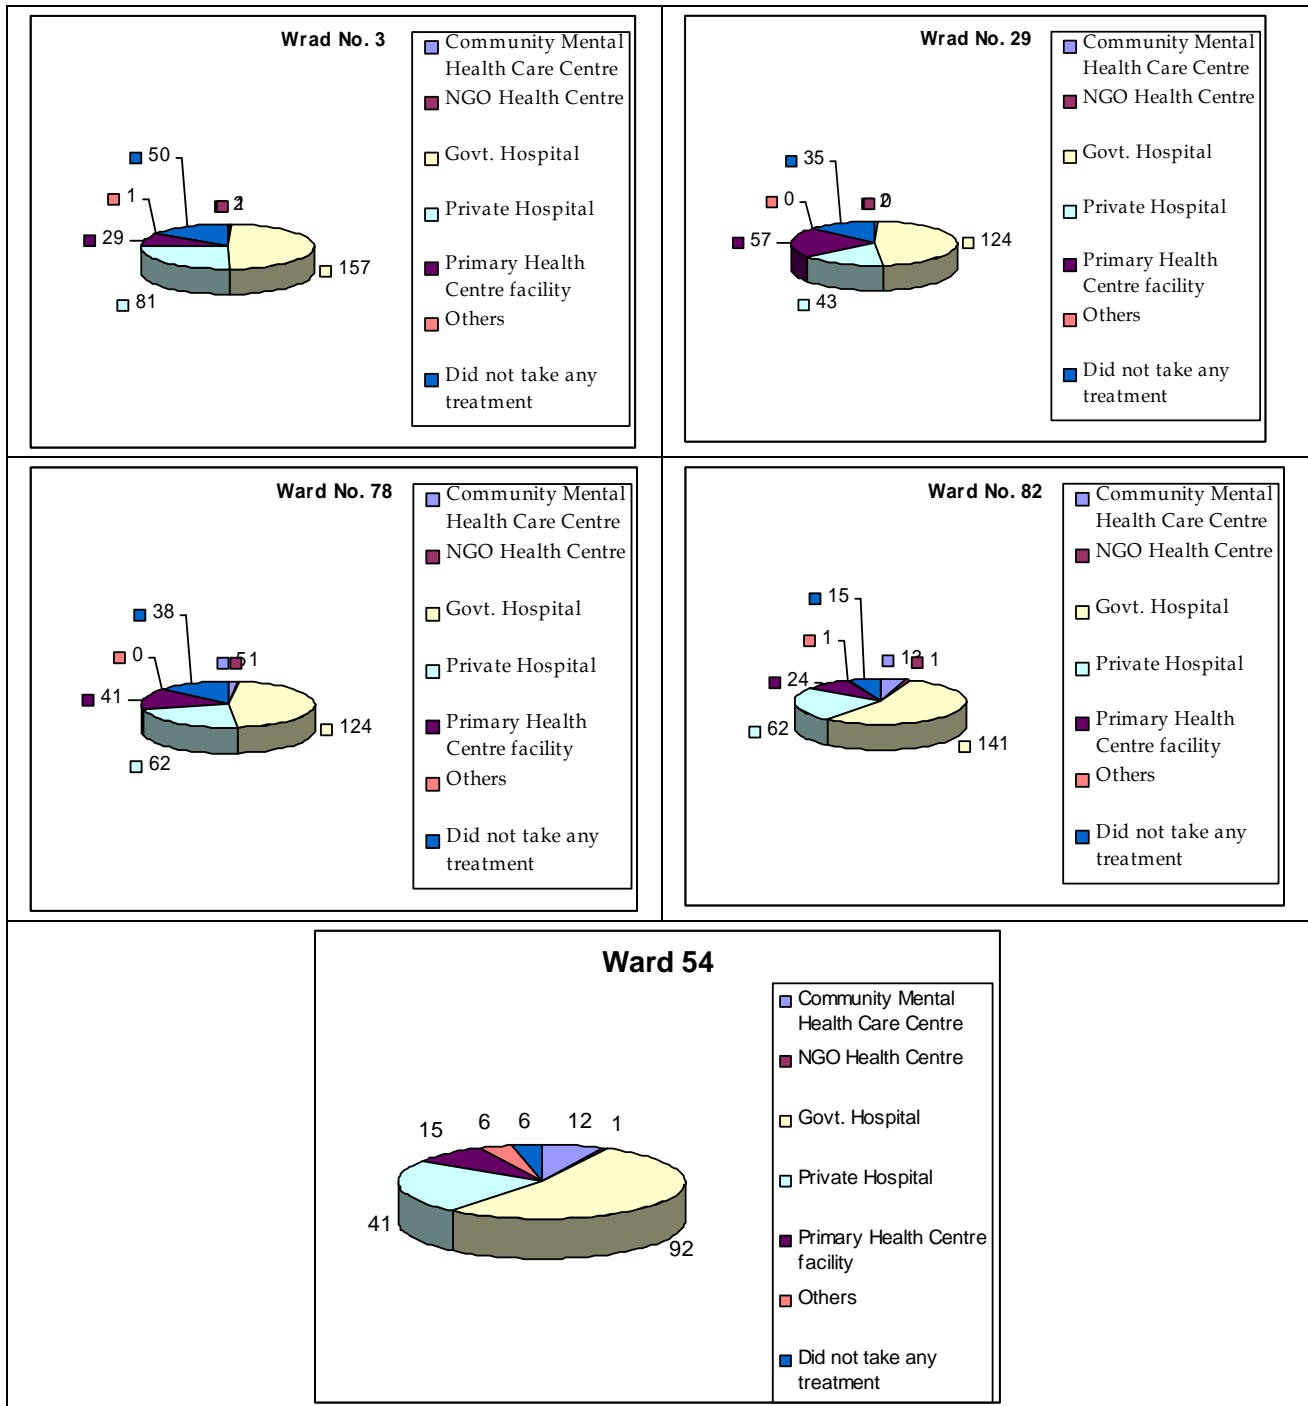 Wrad No. 3
Community Mental
Health Care Centre
NGO Health Centre
Govt. Hospital
Private Hospital
Primary Health
Centre facility
Others
Did not take any
treatment
50
1
29
81
157
Wrad No. 29
Community Mental
Health Care Centre
NGO Health Centre
Govt. Hospital
Private Hospital
Primary Health
Centre facility
Others
Did not take any
treatment
35
0
57
43
124
Ward No. 78
Community Mental
Health Care Centre
NGO Health Centre
Govt. Hospital
Private Hospital
Primary Health
Centre facility
Others
Did not take any
treatment
38
0
5 1
41
124
62
Ward No. 82
Community Mental
Health Care Centre
NGO Health Centre
Govt. Hospital
Private Hospital
Primary Health
Centre facility
Others
Did not take any
treatment
15
1
1
24
62
141
Ward 54
Community Mental
Health Care Centre
NGO Health Centre
Govt. Hospital
Private Hospital
Primary Health Centre
facility
Others
Did not take any
treatment
15
6
6
12
1
41
92